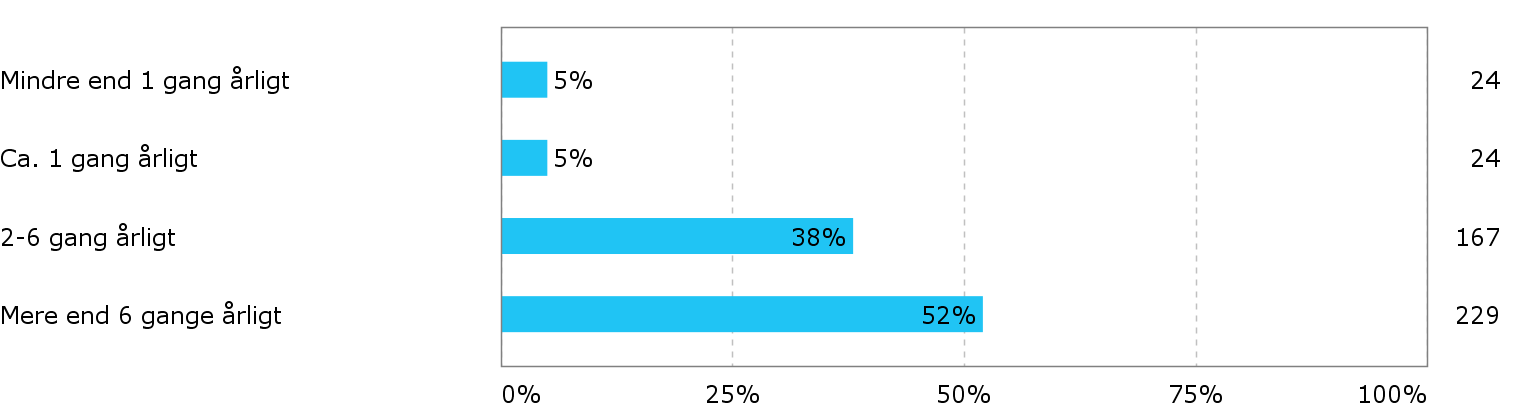 Mindre end 1 gang årligt 5% 24
Ca. 1 gang årligt 5% 24
2-6 gang årligt 38% 167
Mere end 6 gange årligt 52% 229
0% 25% 50% 75% 100%